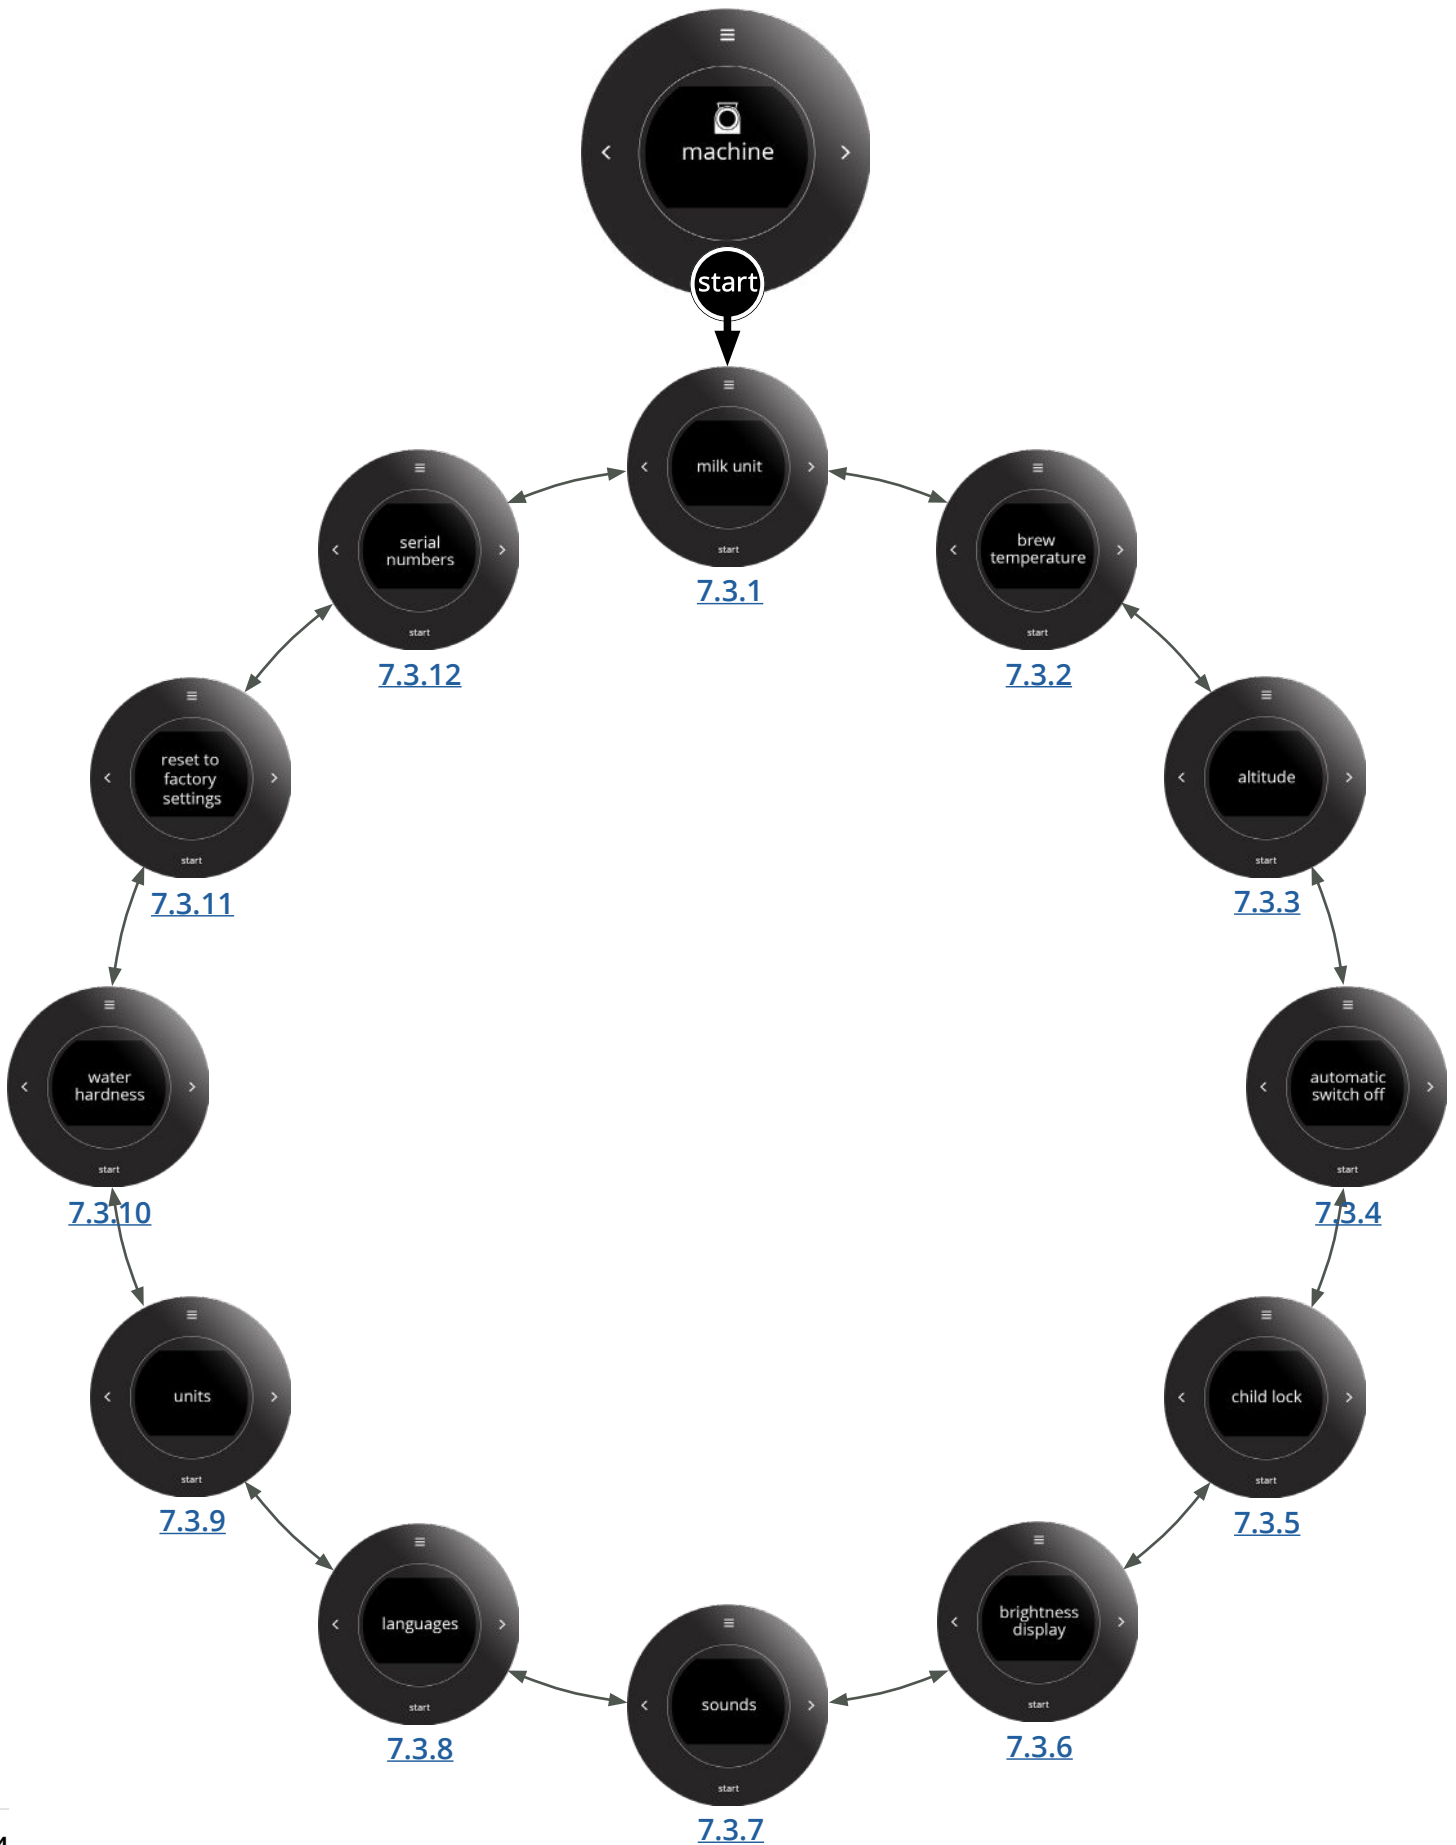 ☰
machine
start
☰
milk unit
start
7.3.1
☰
brew
temperature
start
7.3.2
☰
altitude
start
7.3.3
☰
automatic
switch off
start
7.3.4
☰
child lock
start
7.3.5
☰
brightness
display
start
7.3.6
☰
sounds
start
7.3.7
☰
languages
start
7.3.8
☰
units
start
7.3.9
☰
water
hardness
start
7.3.10
☰
reset to
factory
settings
start
7.3.11
☰
serial
numbers
start
7.3.12